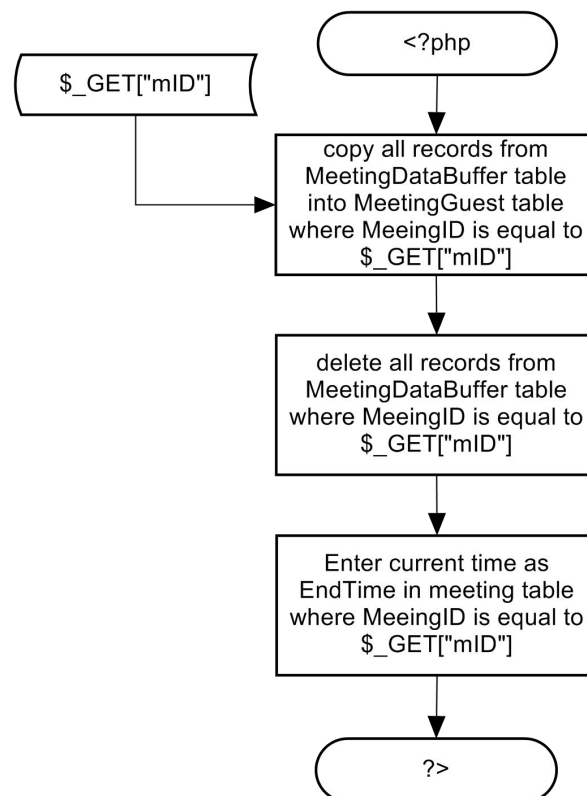 <?php
$_GET["mID"]
copy all records from
MeetingDataBuffer table
into MeetingGuest table
where MeeingID is equal to
$_GET["mID"]
delete all records from
MeetingDataBuffer table
where MeeingID is equal to
$_GET["mID"]
Enter current time as
EndTime in meeting table
where MeeingID is equal to
$_GET["mID"]
?>